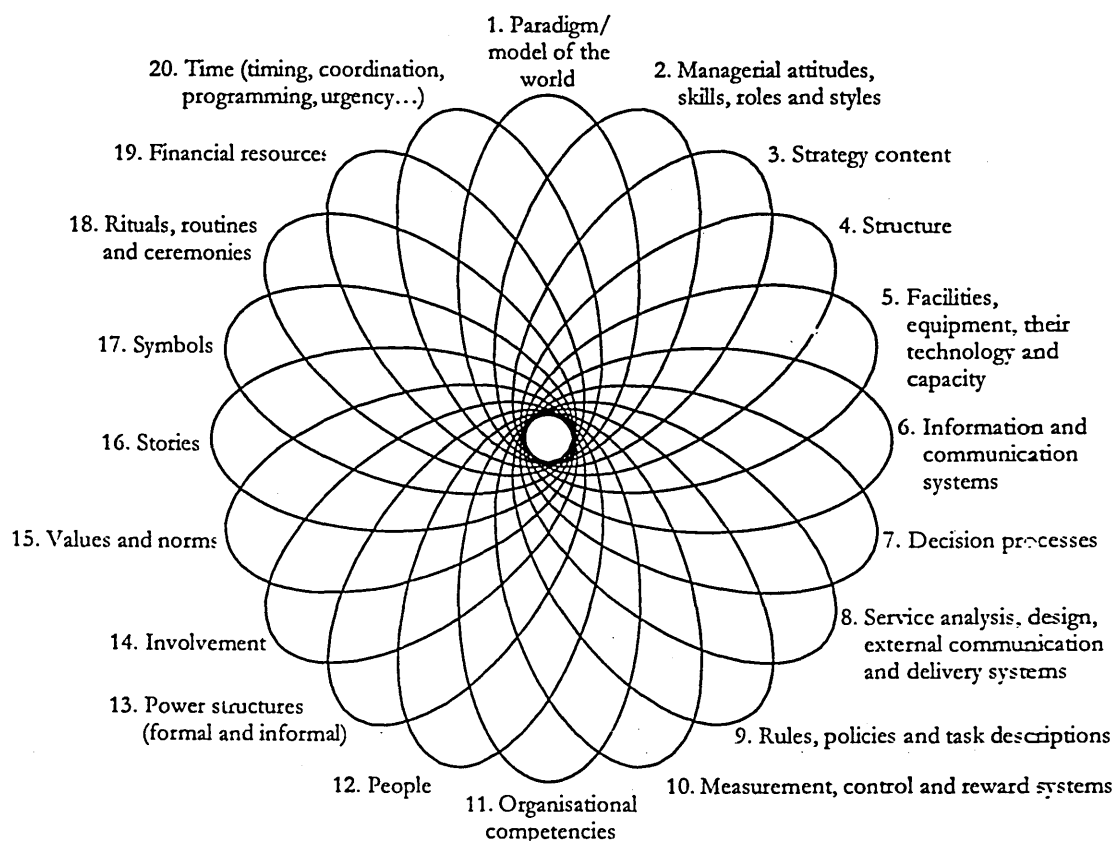 1. Paradigm/
model of the
world
2. Managerial attitudes,
skills, roles and styles
3. Strategy content
4. Structure
5. Facilities,
equipment, their
technology and
capacity
6. Information and
communication
systems
7. Decision processes
8. Service analysis, design,
external communication
and delivery systems
9. Rules, policies and task descriptions
10. Measurement, control and reward systems
11. Organisational
competencies
12. People
13. Power structures
(formal and informal)
14. Involvement
15. Values and norms
16. Stories
17. Symbols
18. Rituals, routines
and ceremonies
19. Financial resources
20. Time (timing, coordination,
programming, urgency...)